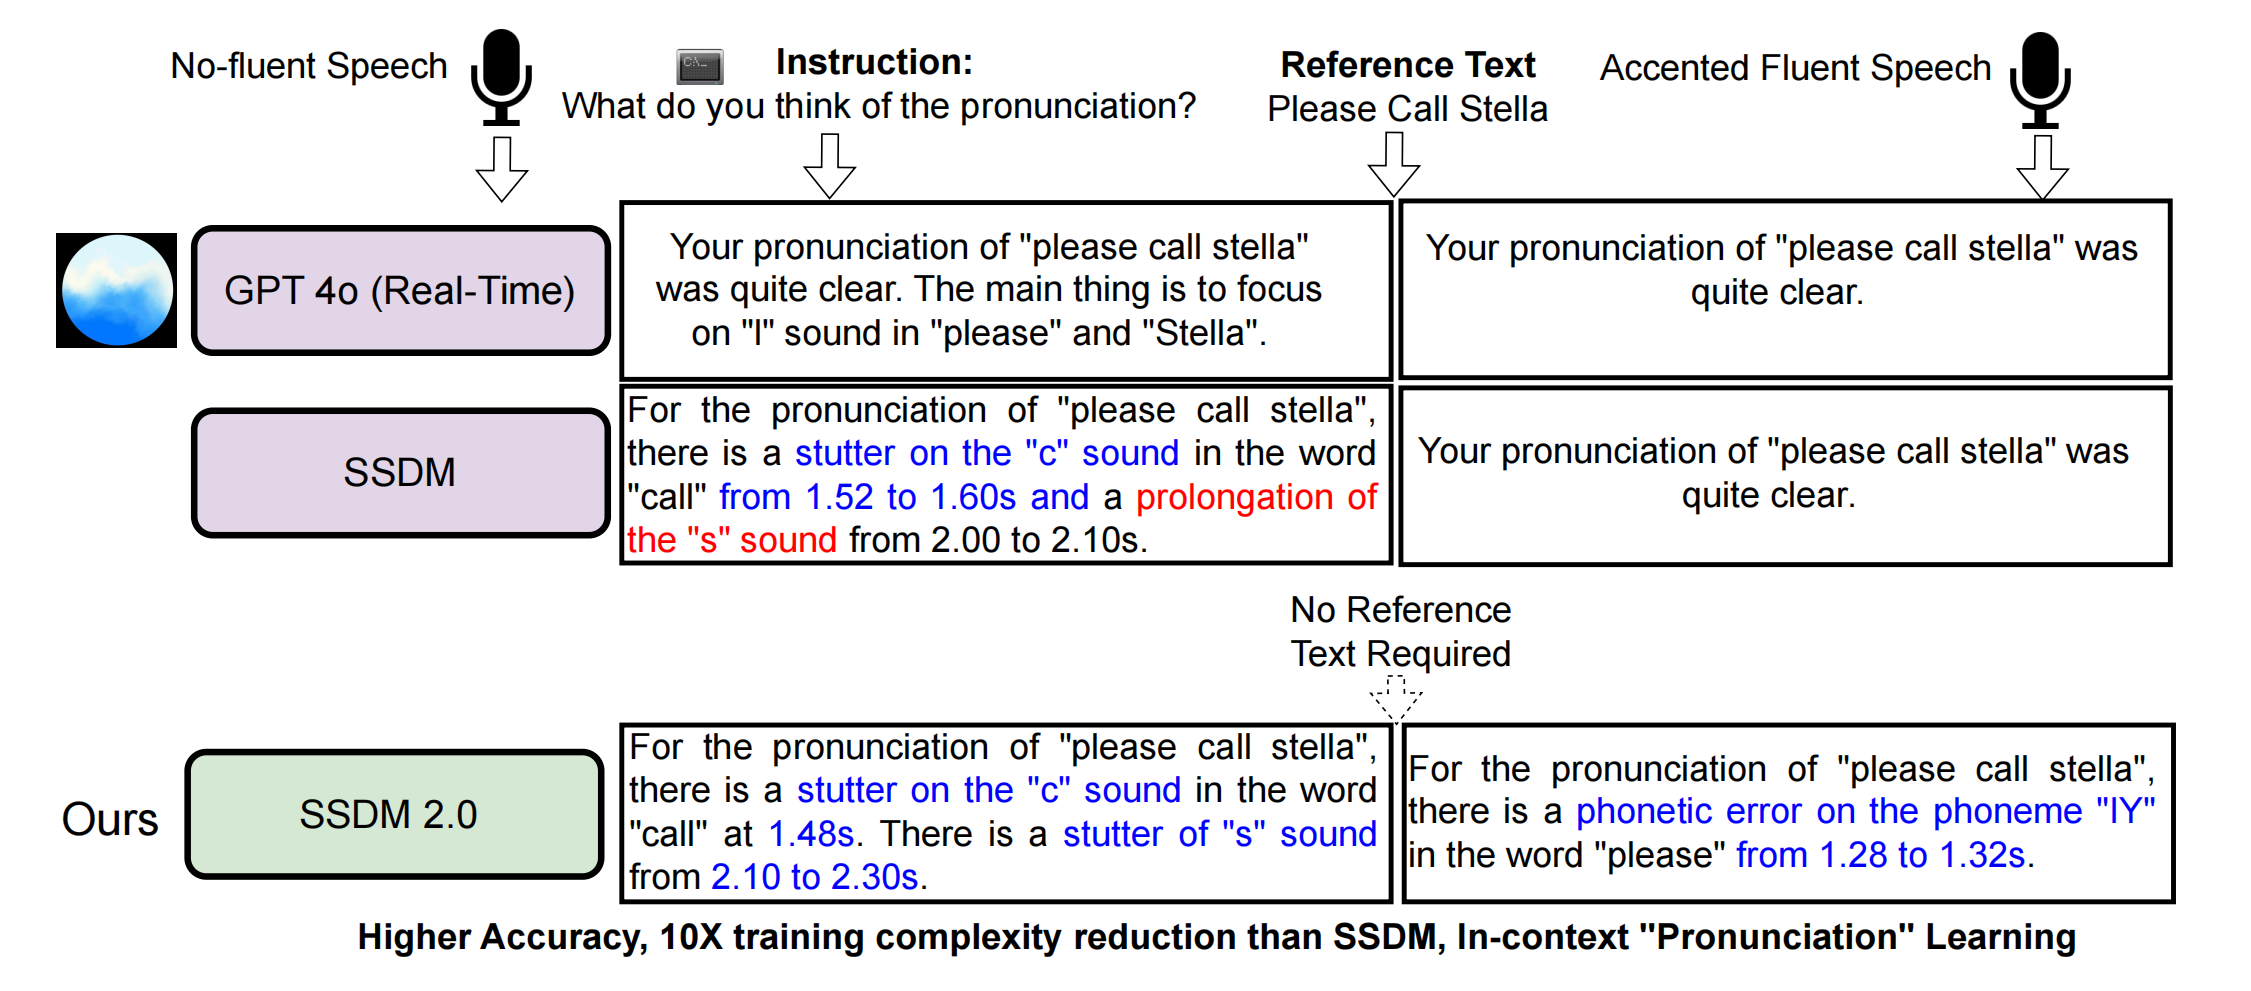 No-fluent Speech
C:\_
Instruction:
What do you think of the pronunciation?
Reference Text
Please Call Stella
Accented Fluent Speech
GPT 4o (Real-Time)
Your pronunciation of "please call stella"
was quite clear. The main thing is to focus
on "l" sound in "please" and "Stella".
Your pronunciation of "please call stella" was
quite clear.
SSDM
For the pronunciation of "please call stella",
there is a stutter on the "c" sound in the word
"call" from 1.52 to 1.60s and a prolongation of
the "s" sound from 2.00 to 2.10s.
Your pronunciation of "please call stella" was
quite clear.
No Reference
Text Required
Ours
SSDM 2.0
For the pronunciation of "please call stella",
there is a stutter on the "c" sound in the word
"call" at 1.48s. There is a stutter of "s" sound
from 2.10 to 2.30s.
For the pronunciation of "please call stella",
there is a phonetic error on the phoneme "IY"
in the word "please" from 1.28 to 1.32s.
Higher Accuracy, 10X training complexity reduction than SSDM, In-context "Pronunciation" Learning